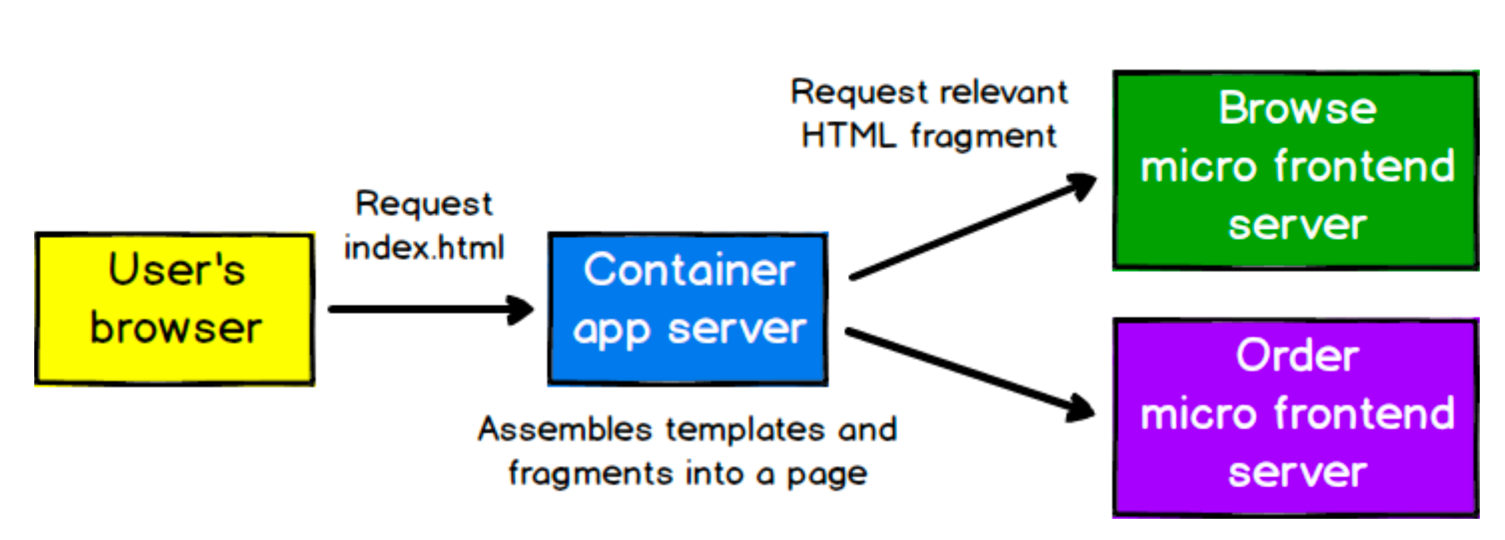 User's
browser
Request
index.html
Container
app server
Assembles templates and
fragments into a page
Request relevant
HTML fragment
Browse
micro frontend
server
Order
micro frontend
server